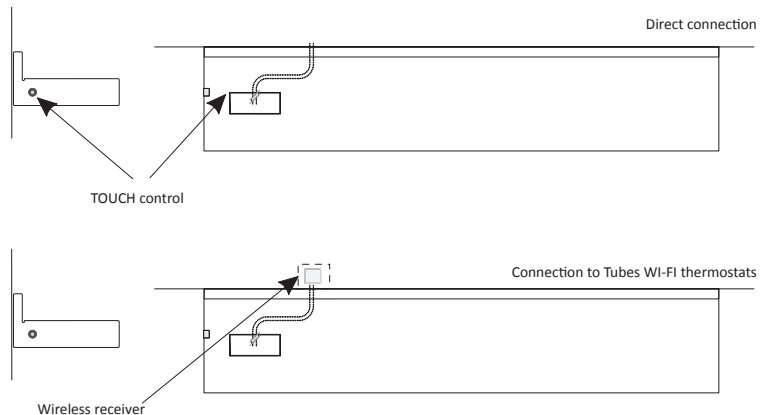 Direct connection
TOUCH control
Connection to Tubes WI-FI thermostats
Wireless receiver